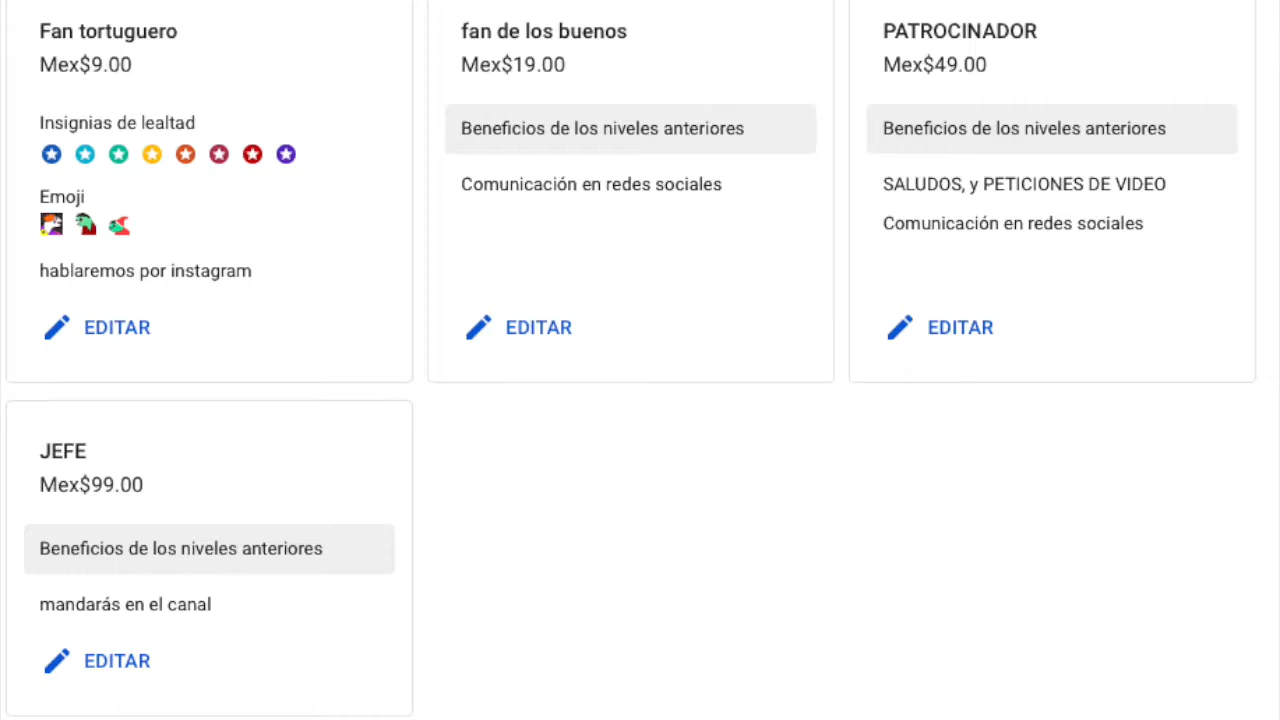 Fan tortuguero
Mex$9.00
Insignias de lealtad
Emoji
hablaremos por instagram
EDITAR
fan de los buenos
Mex$19.00
Beneficios de los niveles anteriores
Comunicación en redes sociales
EDITAR
PATROCINADOR
Mex$49.00
Beneficios de los niveles anteriores
SALUDOS, y PETICIONES DE VIDEO
Comunicación en redes sociales
EDITAR
JEFE
Mex$99.00
Beneficios de los niveles anteriores
mandarás en el canal
EDITAR